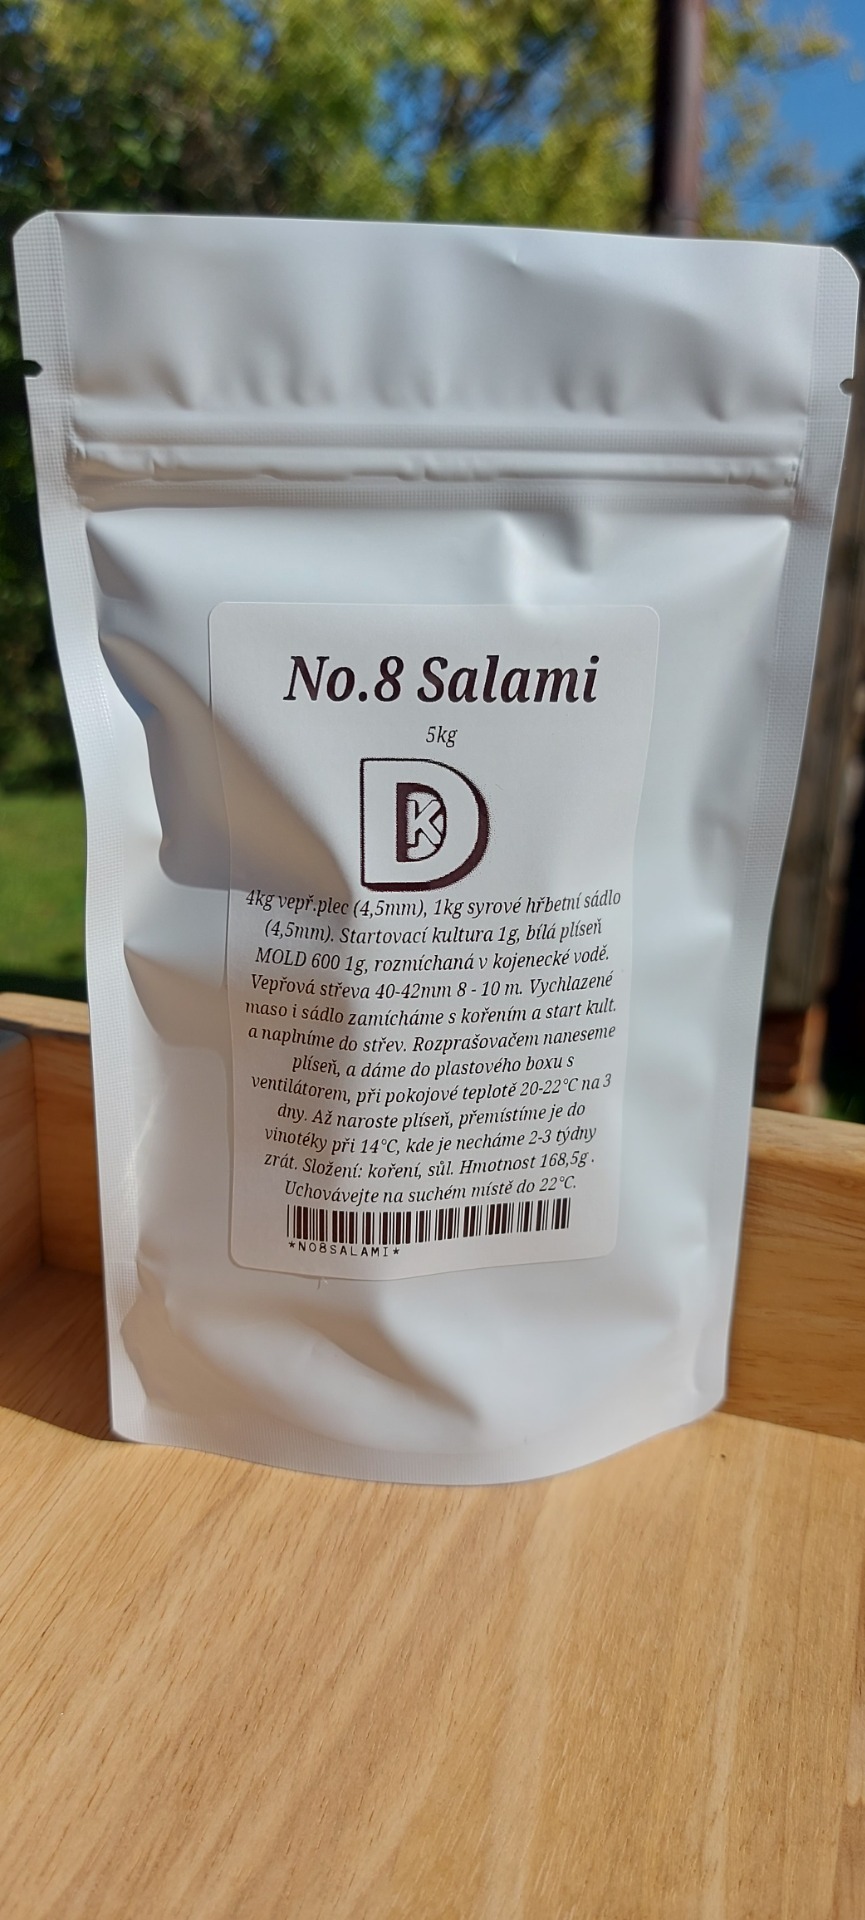 No.8 Salami
5kg
D
K
4kg vepř.plec (4,5mm), 1kg syrové hřbetní sádlo
(4,5mm). Startovací kultura 1g, bílá plíseň
MOLD 600 1g, rozmíchaná v kojenecké vodě.
Vepřová střeva 40-42mm 8 - 10 m. Vychlazené
maso i sádlo zamícháme s kořením a start kult.
a naplníme do střev. Rozprašovačem naneseme
plíseň, a dáme do plastového boxu s
ventilátorem, při pokojové teplotě 20-22°C na 3
dny. Až naroste plíseň, přemístíme je do
vinotéky při 14°C, kde je necháme 2-3 týdny
zrát. Složení: koření, sůl. Hmotnost 168,5g .
Uchovávejte na suchém místě do 22°C.
*NO8SALAMI*